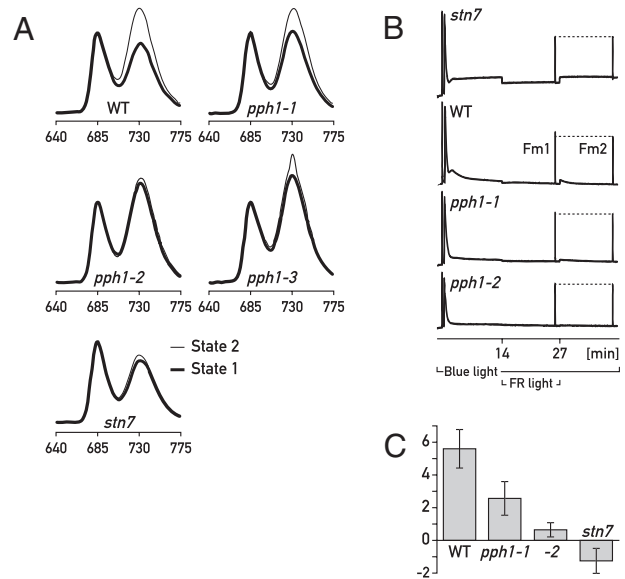 A
WT
640 685 730 775
pph1-1
640 685 730 775
pph1-2
640 685 730 775
pph1-3
640 685 730 775
State 2
State 1
stn7
640 685 730 775
B
stn7
WT
Fm1 Fm2
pph1-1
pph1-2
14 27 [min]
Blue light
FR light
C
6
4
2
0
-2
WT pph1-1 -2 stn7